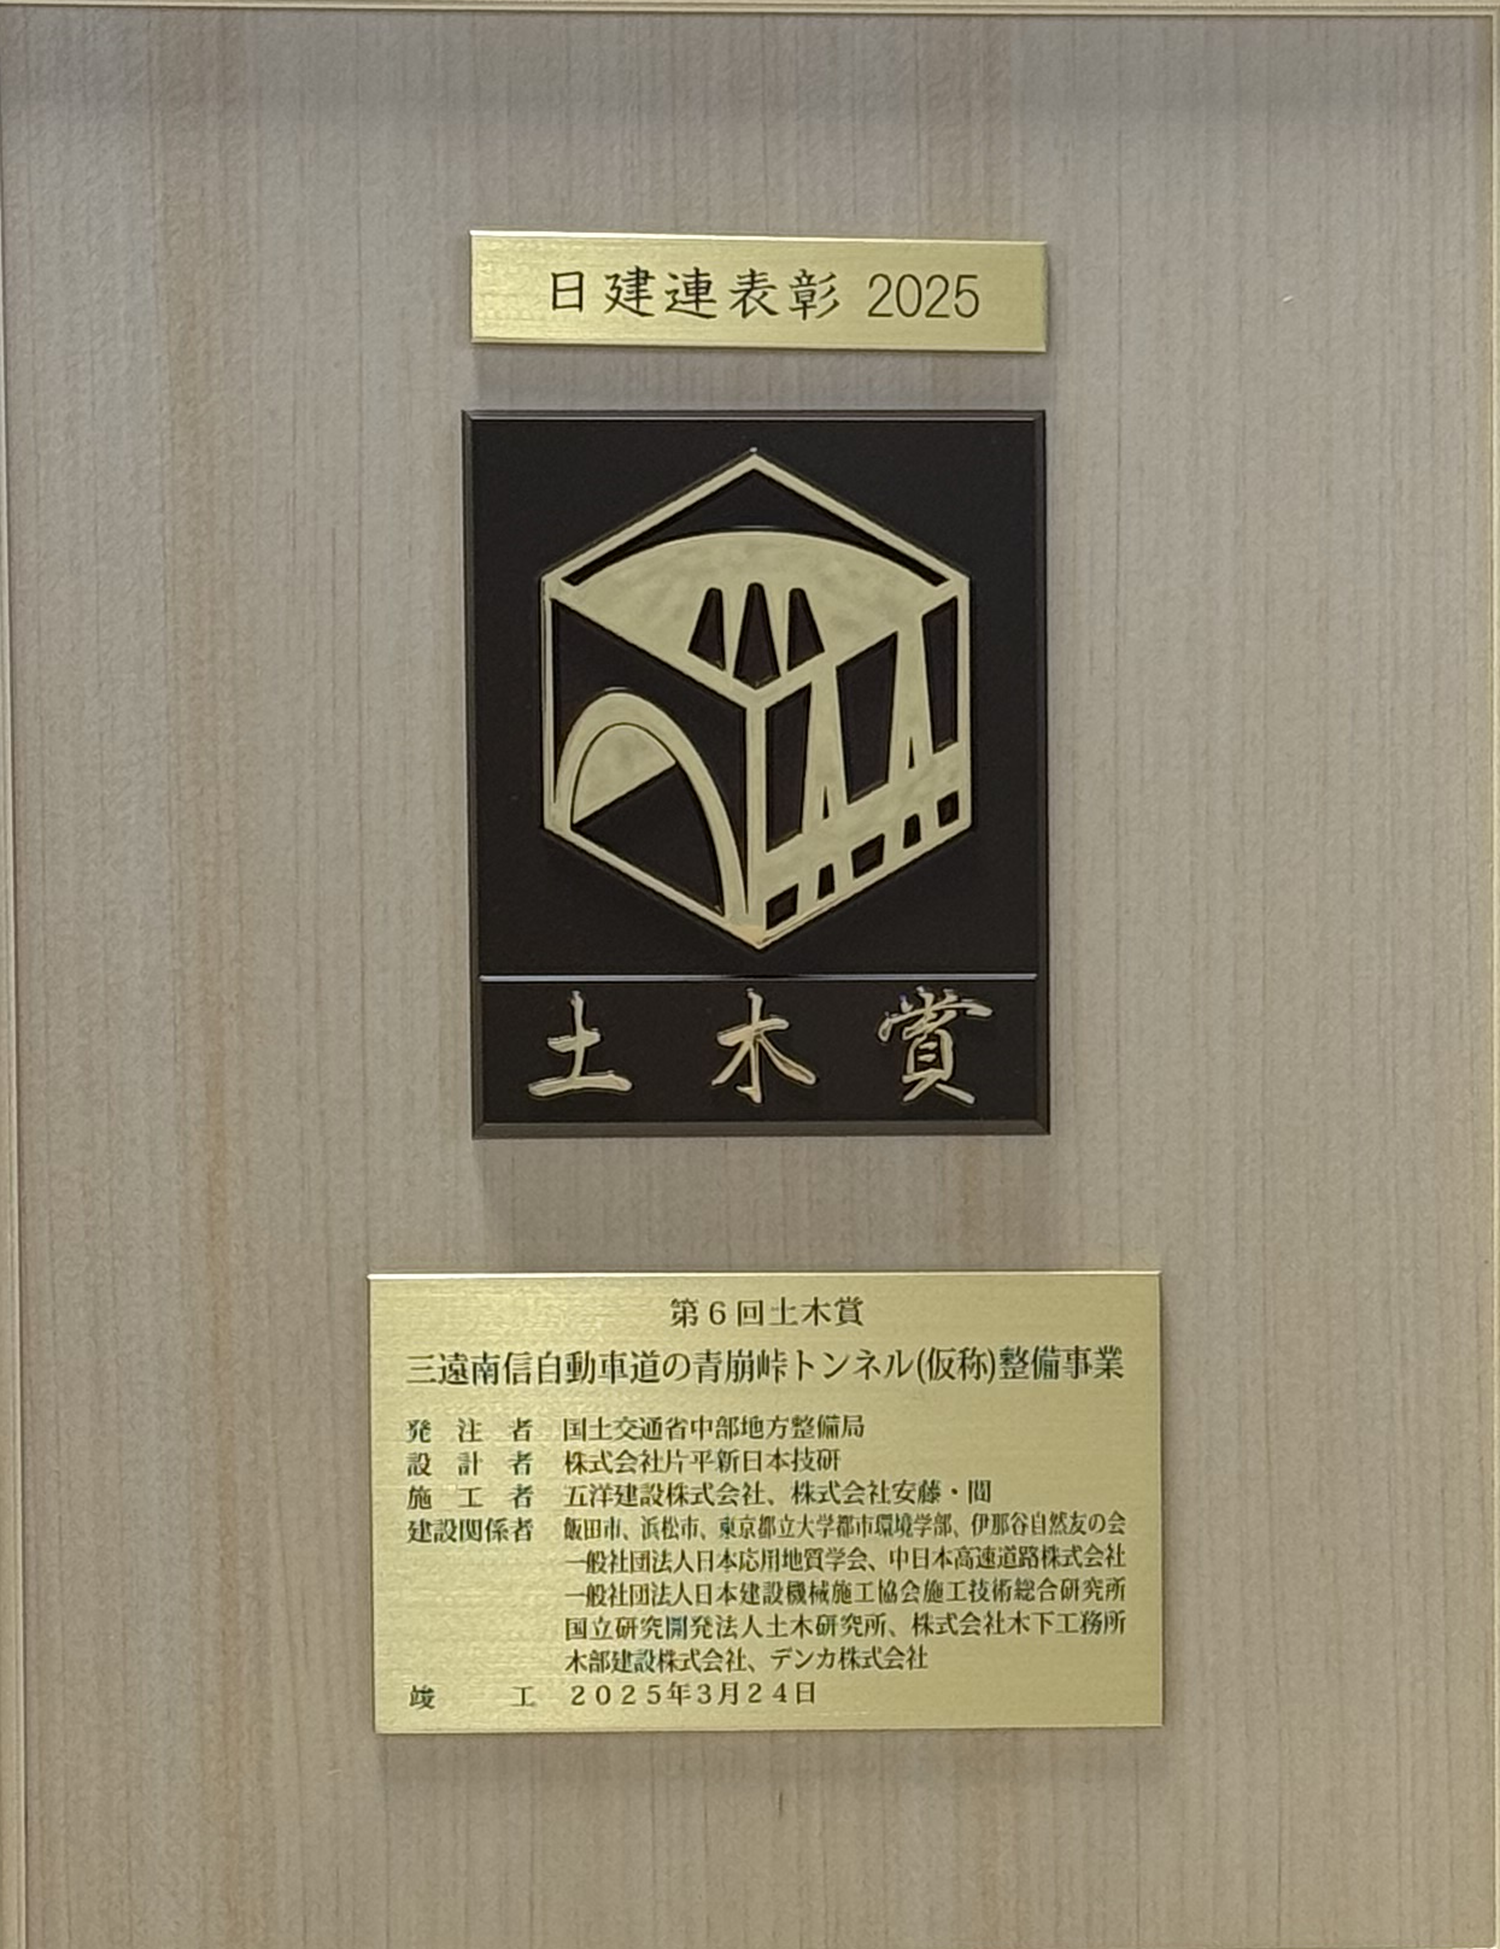 日建連表彰 2025
土木賞
第6回土木賞
三遠南信自動車道の青崩峠トンネル(仮称)整備事業
発注者 国土交通省中部地方整備局
設計者 株式会社片平新日本技研
施工者 五洋建設株式会社、株式会社安藤・間
建設関係者 飯田市、浜松市、東京都立大学都市環境学部、伊那谷自然友の会
一般社団法人日本応用地質学会、中日本高速道路株式会社
一般社団法人日本建設機械施工協会施工技術総合研究所
国立研究開発法人土木研究所、株式会社木下工務所
木部建設株式会社、デンカ株式会社
竣工 2025年3月24日